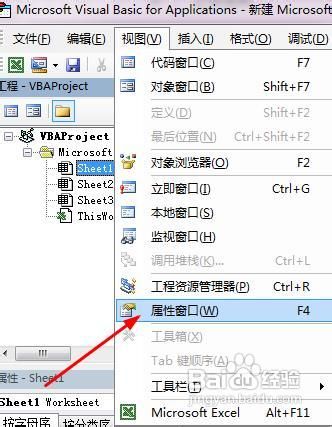 Microsoft Visual Basic for Applications - 新建 Microsoft
文件(F) 编辑(E) 视图(V) 插入(I) 格式(O) 调试(D)
工程 - VBAProject
VBAProject
Microsoft
Sheet1
Sheet2
Sheet3
ThisWo
代码窗口(C) F7
对象窗口(B) Shift+F7
定义(D) Shift+F2
最后位置(N) Ctrl+Shift+F2
对象浏览器(O) F2
立即窗口(I) Ctrl+G
本地窗口(S)
监视窗口(H)
调用堆栈(K)... Ctrl+L
工程资源管理器(P) Ctrl+R
属性窗口(W) F4
工具箱(X)
Tab 键顺序(A)
工具栏(T)
Microsoft Excel Alt+F11
属性 - Sheet1
Sheet1 Worksheet
按字母序 按分类序
Baidu 经验
jingyan.baidu.com